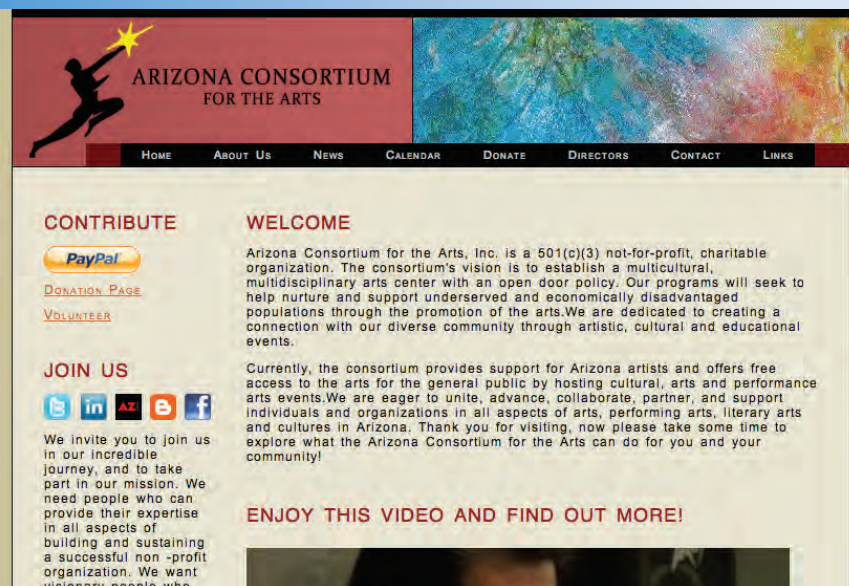 ARIZONA CONSORTIUM
FOR THE ARTS
HOME ABOUT US NEWS CALENDAR DONATE DIRECTORS CONTACT LINKS
CONTRIBUTE
PayPal
DONATION PAGE
VOLUNTEER
JOIN US
in AZ
We invite you to join us
in our incredible
journey, and to take
part in our mission. We
need people who can
provide their expertise
in all aspects of
building and sustaining
a successful non -profit
organization. We want
visionary people who
WELCOME
Arizona Consortium for the Arts, Inc. is a 501(c)(3) not-for-profit, charitable
organization. The consortium's vision is to establish a multicultural,
multidisciplinary arts center with an open door policy. Our programs will seek to
help nurture and support underserved and economically disadvantaged
populations through the promotion of the arts.We are dedicated to creating a
connection with our diverse community through artistic, cultural and educational
events.
Currently, the consortium provides support for Arizona artists and offers free
access to the arts for the general public by hosting cultural, arts and performance
arts events.We are eager to unite, advance, collaborate, partner, and support
individuals and organizations in all aspects of arts, performing arts, literary arts
and cultures in Arizona. Thank you for visiting, now please take some time to
explore what the Arizona Consortium for the Arts can do for you and your
community!
ENJOY THIS VIDEO AND FIND OUT MORE!